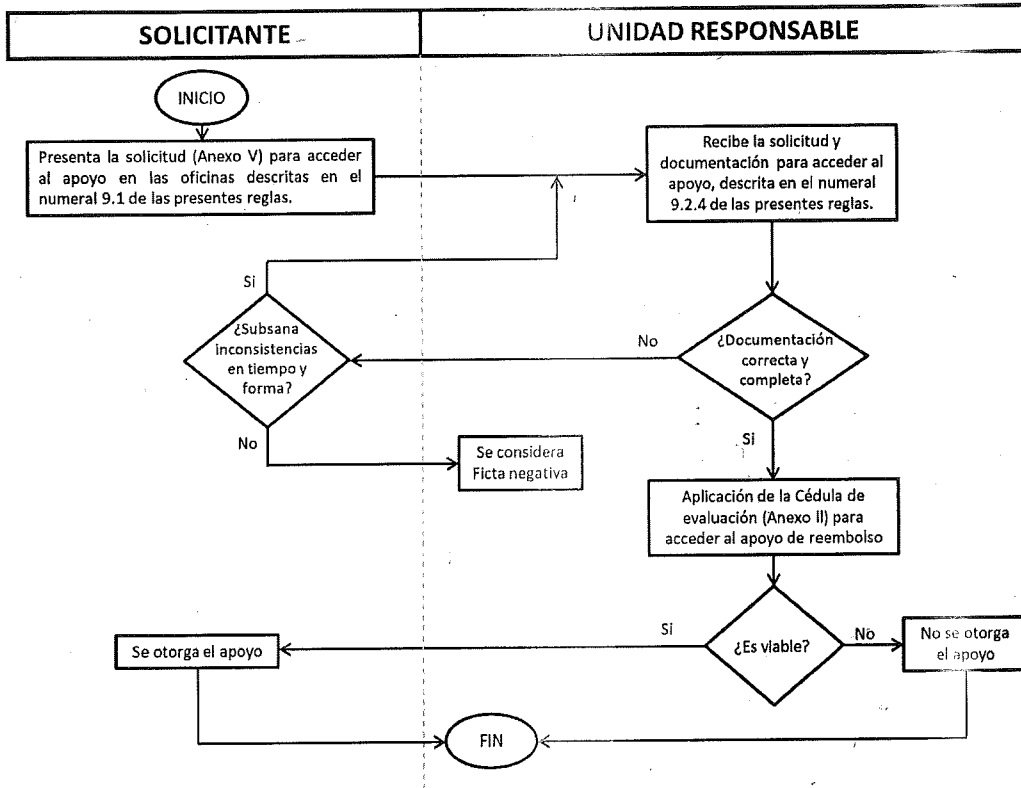 SOLICITANTE
UNIDAD RESPONSABLE
INICIO
Presenta la solicitud (Anexo V) para acceder
al apoyo en las oficinas descritas en el
numeral 9.1 de las presentes reglas.
Recibe la solicitud y
documentación para acceder al
apoyo, descrita en el numeral
9.2.4 de las presentes reglas.
Si
¿Subsana
inconsistencias
en tiempo y
forma?
No
¿Documentación
correcta y
completa?
No
Se considera
Ficta negativa
Si
Aplicación de la Cédula de
evaluación (Anexo II) para
acceder al apoyo de reembolso
Se otorga el apoyo
Si
¿Es viable?
No
No se otorga
el apoyo
FIN